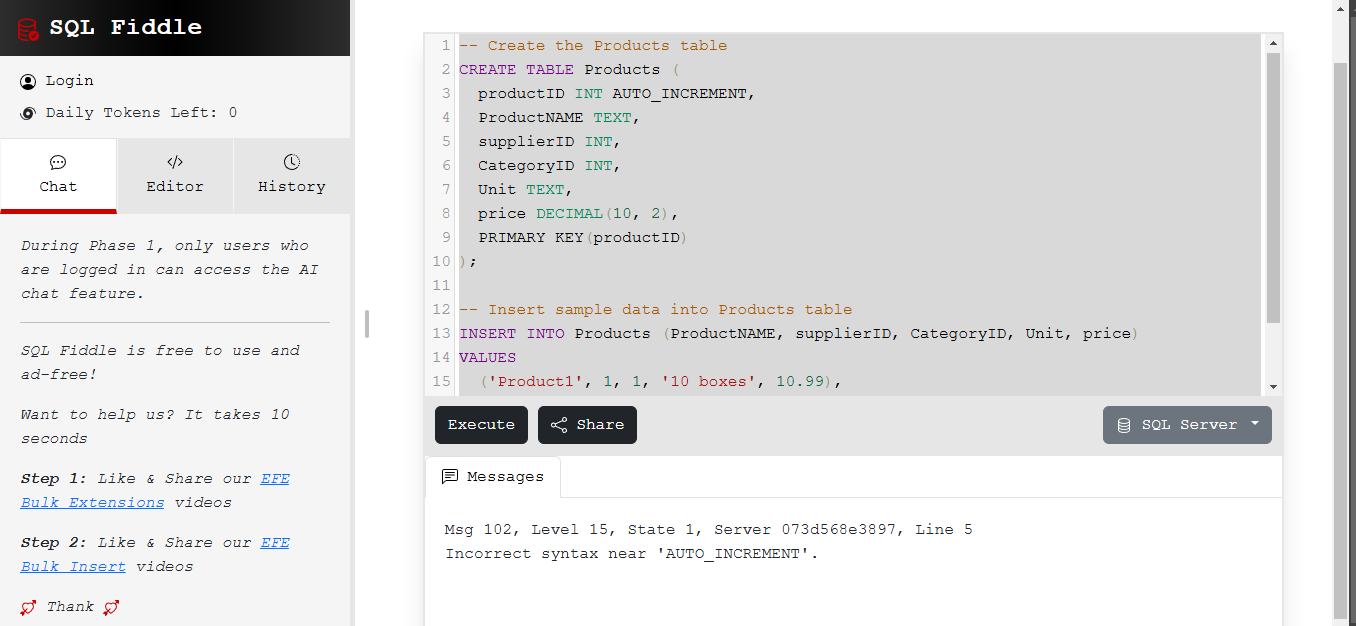 SQL Fiddle
Login
Daily Tokens Left: 0
Chat
Editor
History
During Phase 1, only users who
are logged in can access the AI
chat feature.
SQL Fiddle is free to use and
ad-free!
Want to help us? It takes 10
seconds
Step 1: Like & Share our EFE
Bulk Extensions videos
Step 2: Like & Share our EFE
Bulk Insert videos
Thank
1 -- Create the Products table
2 CREATE TABLE Products (
3 productID INT AUTO_INCREMENT,
4 ProductNAME TEXT,
5 supplierID INT,
6 CategoryID INT,
7 Unit TEXT,
8 price DECIMAL(10, 2),
9 PRIMARY KEY(productID)
10 );
11
12 -- Insert sample data into Products table
13 INSERT INTO Products (ProductNAME, supplierID, CategoryID, Unit, price)
14 VALUES
15 ('Product1', 1, 1, '10 boxes', 10.99),
Execute
Share
SQL Server
Messages
Msg 102, Level 15, State 1, Server 073d568e3897, Line 5
Incorrect syntax near 'AUTO_INCREMENT'.